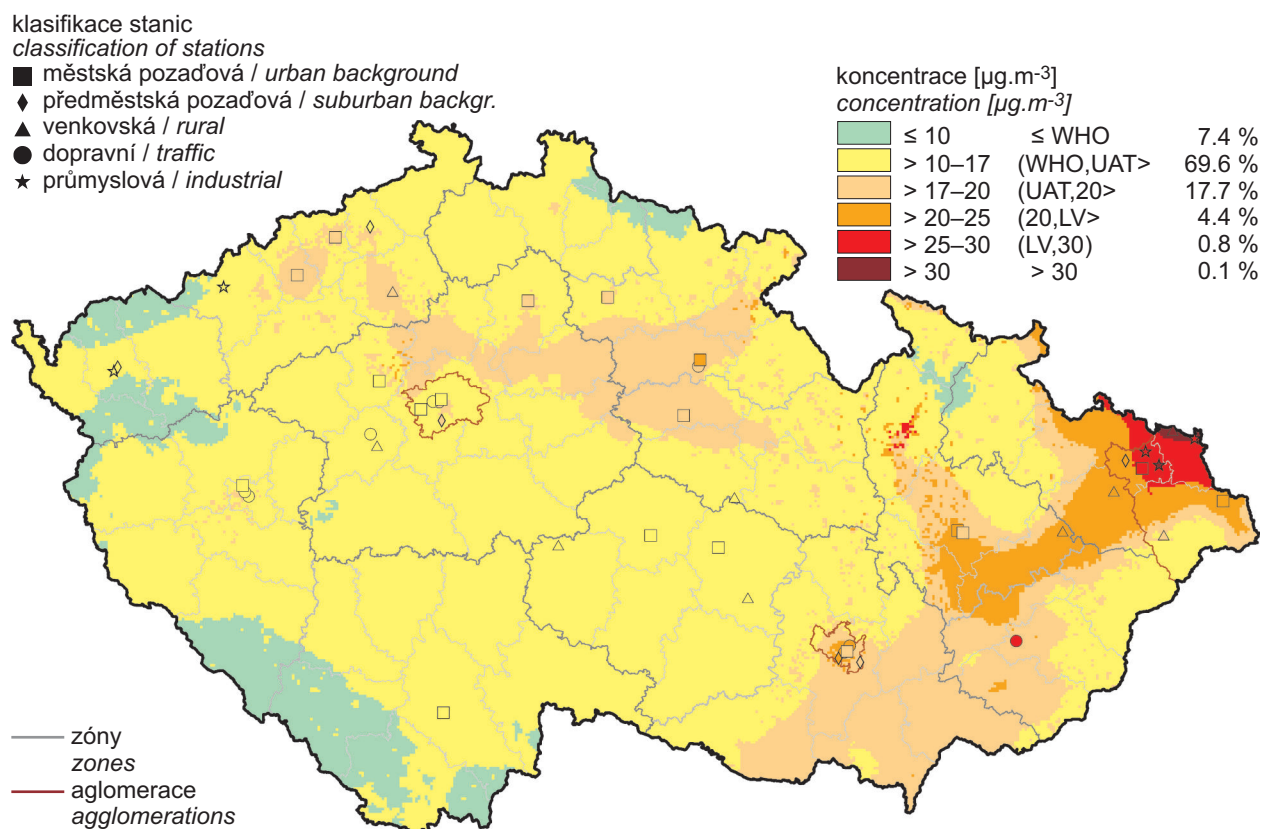 klasifikace stanic
classification of stations
městská pozaďová / urban background
předměstská pozaďová / suburban backgr.
venkovská / rural
dopravní / traffic
průmyslová / industrial
koncentrace [µg.m-3]
concentration [µg.m-3]
≤ 10 ≤ WHO 7.4 %
> 10–17 (WHO,UAT> 69.6 %
> 17–20 (UAT,20> 17.7 %
> 20–25 (20,LV> 4.4 %
> 25–30 (LV,30) 0.8 %
> 30 > 30 0.1 %
zóny
zones
aglomerace
agglomerations